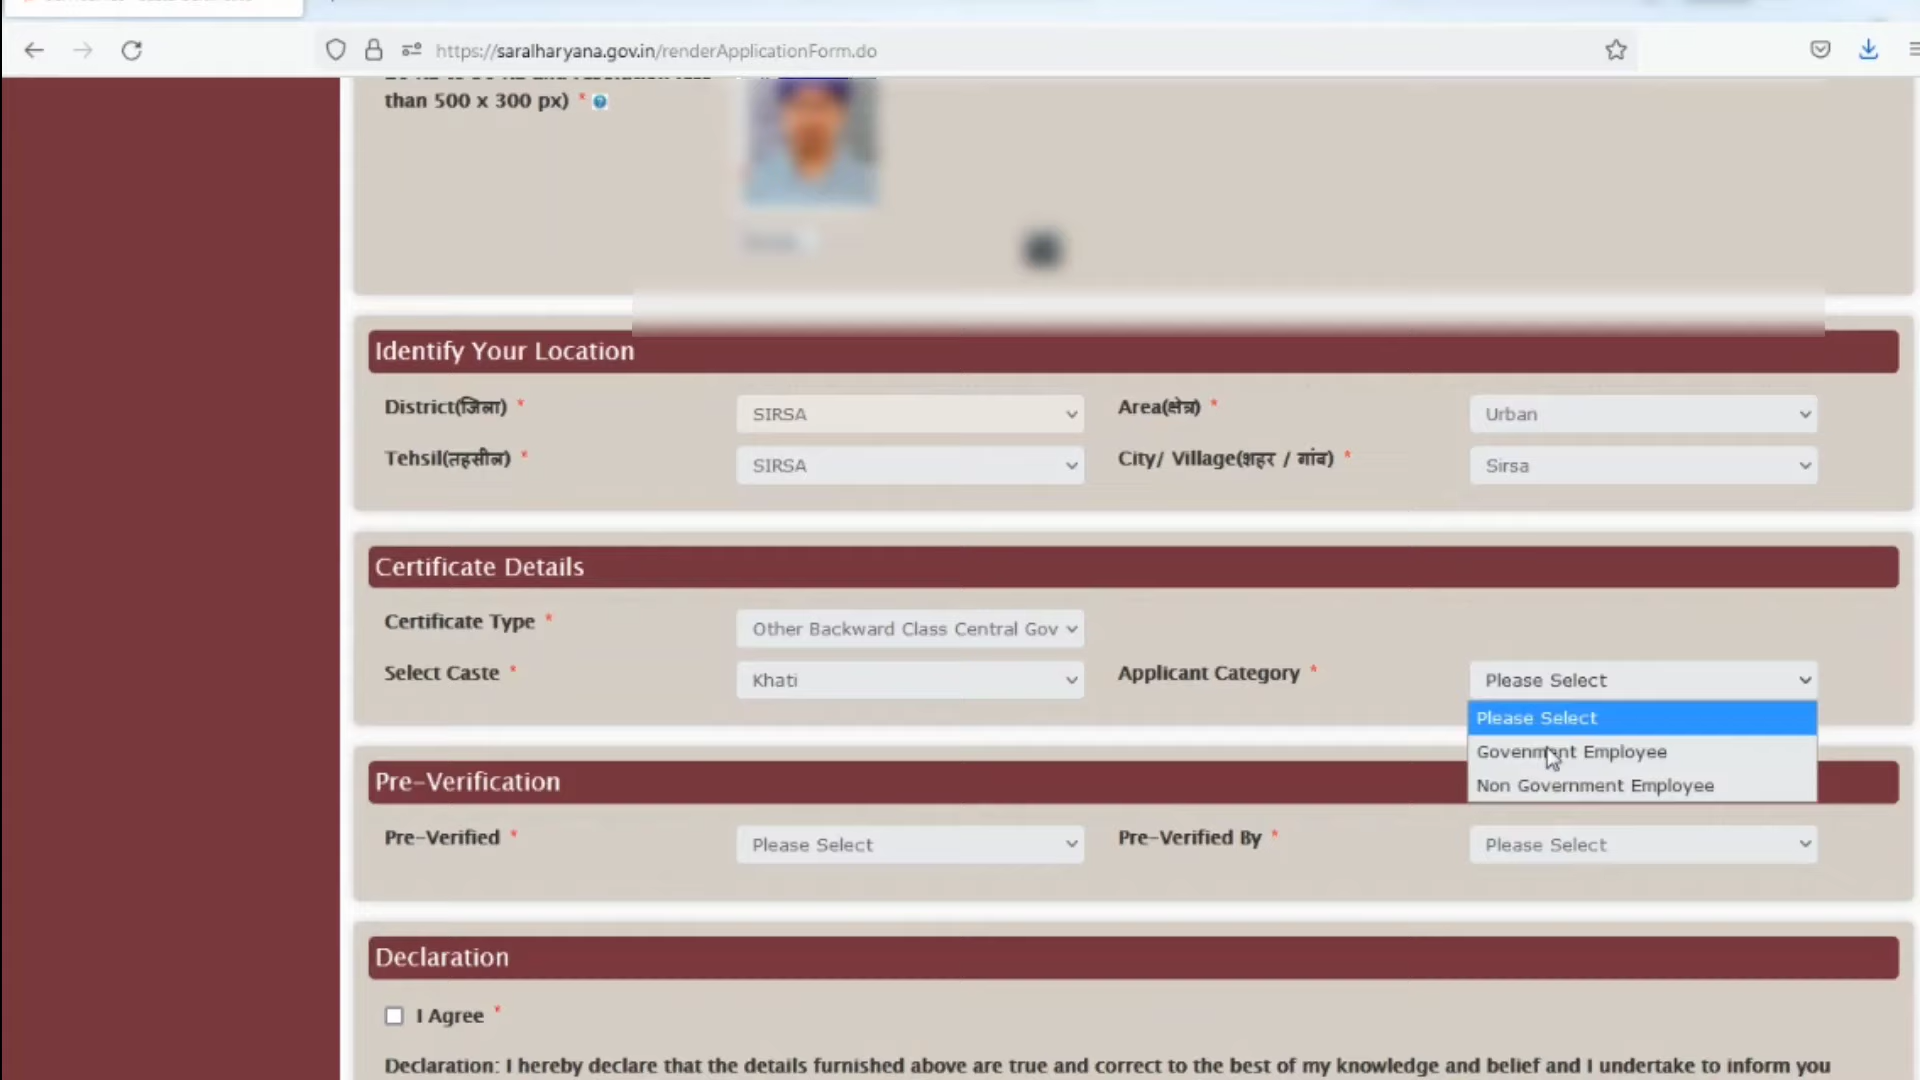 https://saralharyana.gov.in/renderApplicationForm.do
than 500 x 300 px) *
Identify Your Location
District(जिला) * SIRSA Area(क्षेत्र) * Urban
Tehsil(तहसील) * SIRSA City/ Village(शहर / गांव) * Sirsa
Certificate Details
Certificate Type * Other Backward Class Central Gov
Select Caste * Khati Applicant Category * Please Select
Please Select
Govenment Employee
Non Government Employee
Pre-Verification
Pre-Verified * Please Select Pre-Verified By * Please Select
Declaration
I Agree *
Declaration: I hereby declare that the details furnished above are true and correct to the best of my knowledge and belief and I undertake to inform you